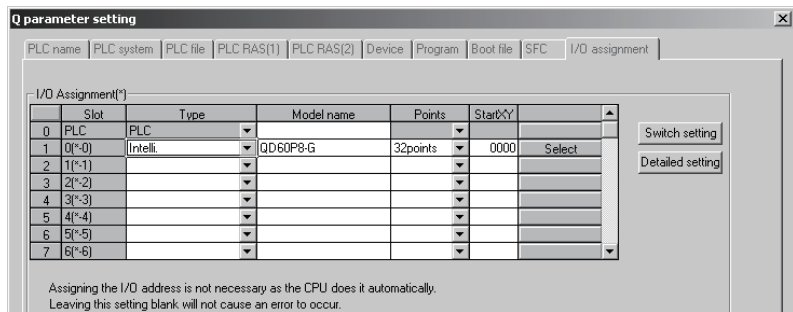 Q parameter setting
PLC name PLC system PLC file PLC RAS(1) PLC RAS(2) Device Program Boot file SFC I/O assignment
I/O Assignment(*)
Slot Type Model name Points StartXY
0 PLC PLC
Switch setting
1 0(*-0) Intelli. QD60P8-G 32points 0000 Select
Detailed setting
2 1(*-1)
3 2(*-2)
4 3(*-3)
5 4(*-4)
6 5(*-5)
7 6(*-6)
Assigning the I/O address is not necessary as the CPU does it automatically.
Leaving this setting blank will not cause an error to occur.